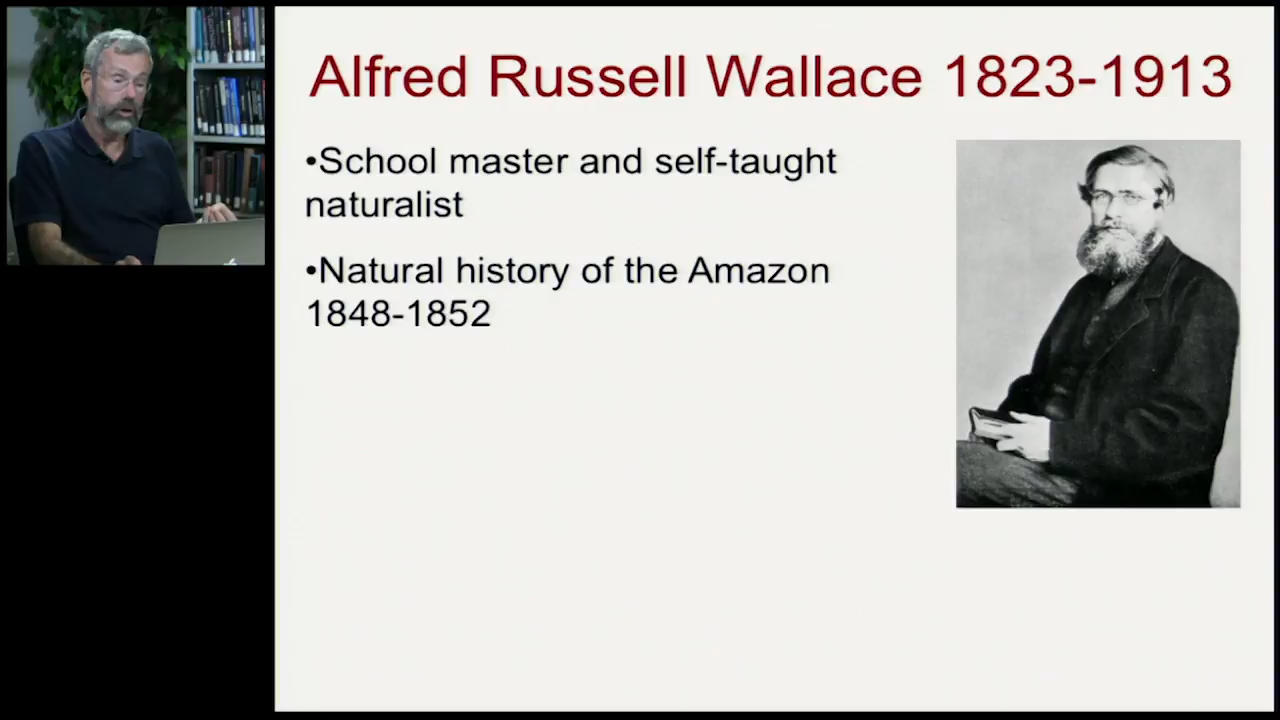 Alfred Russell Wallace 1823-1913
•School master and self-taught
naturalist
•Natural history of the Amazon
1848-1852